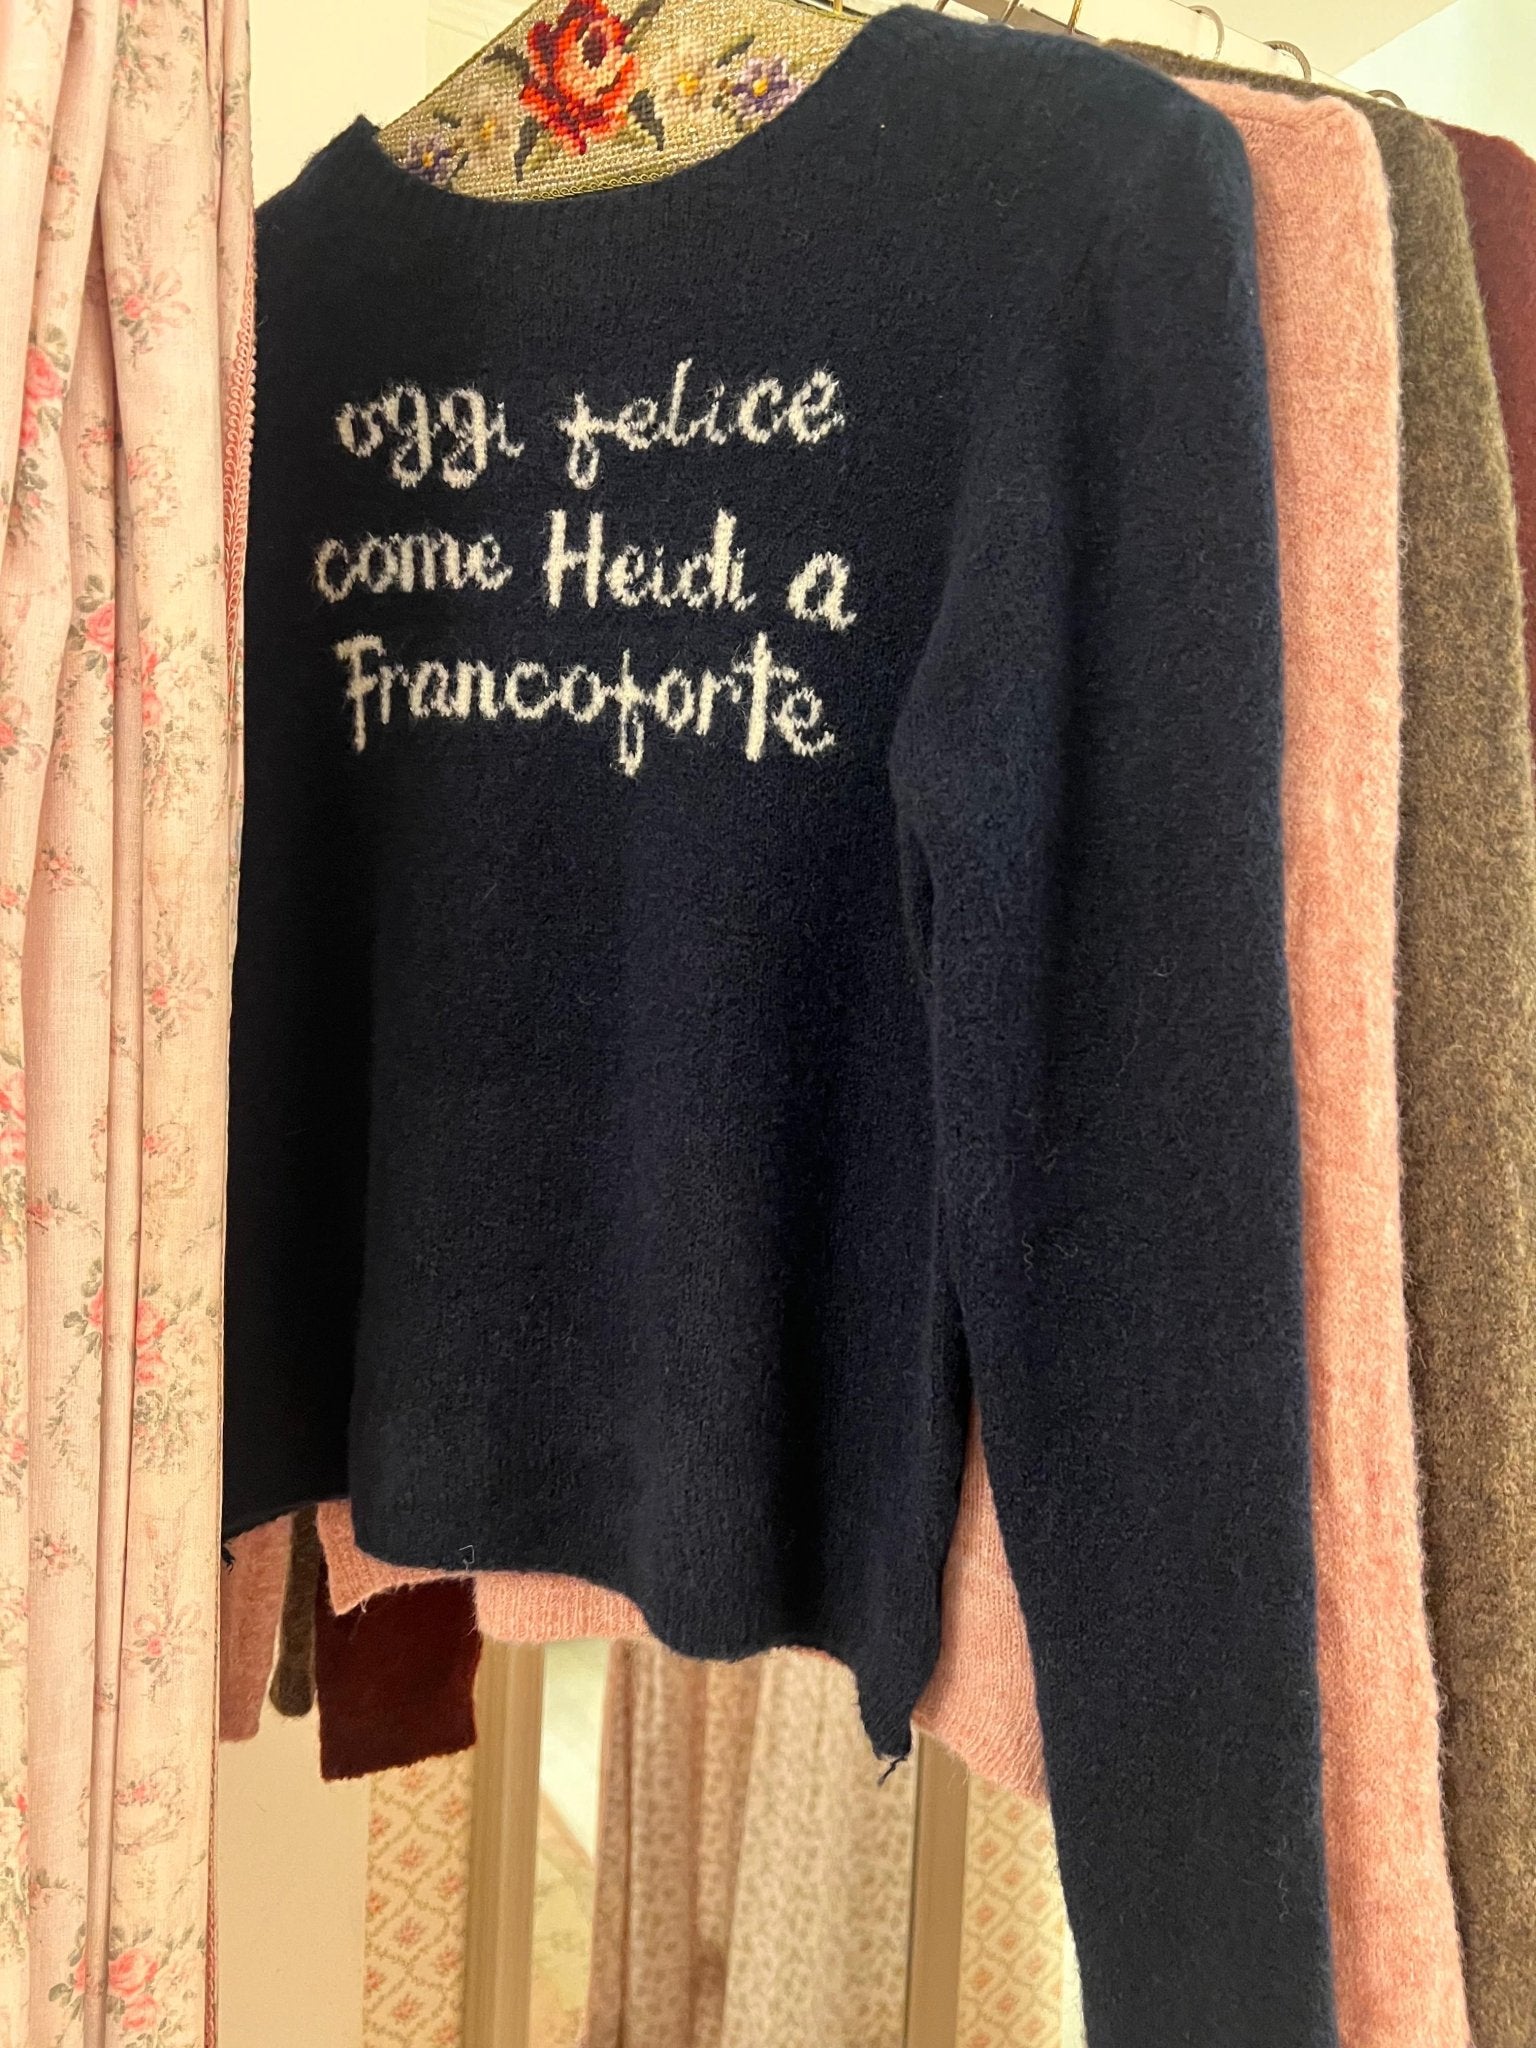 oggi felice
come Heidi a
Francoforte